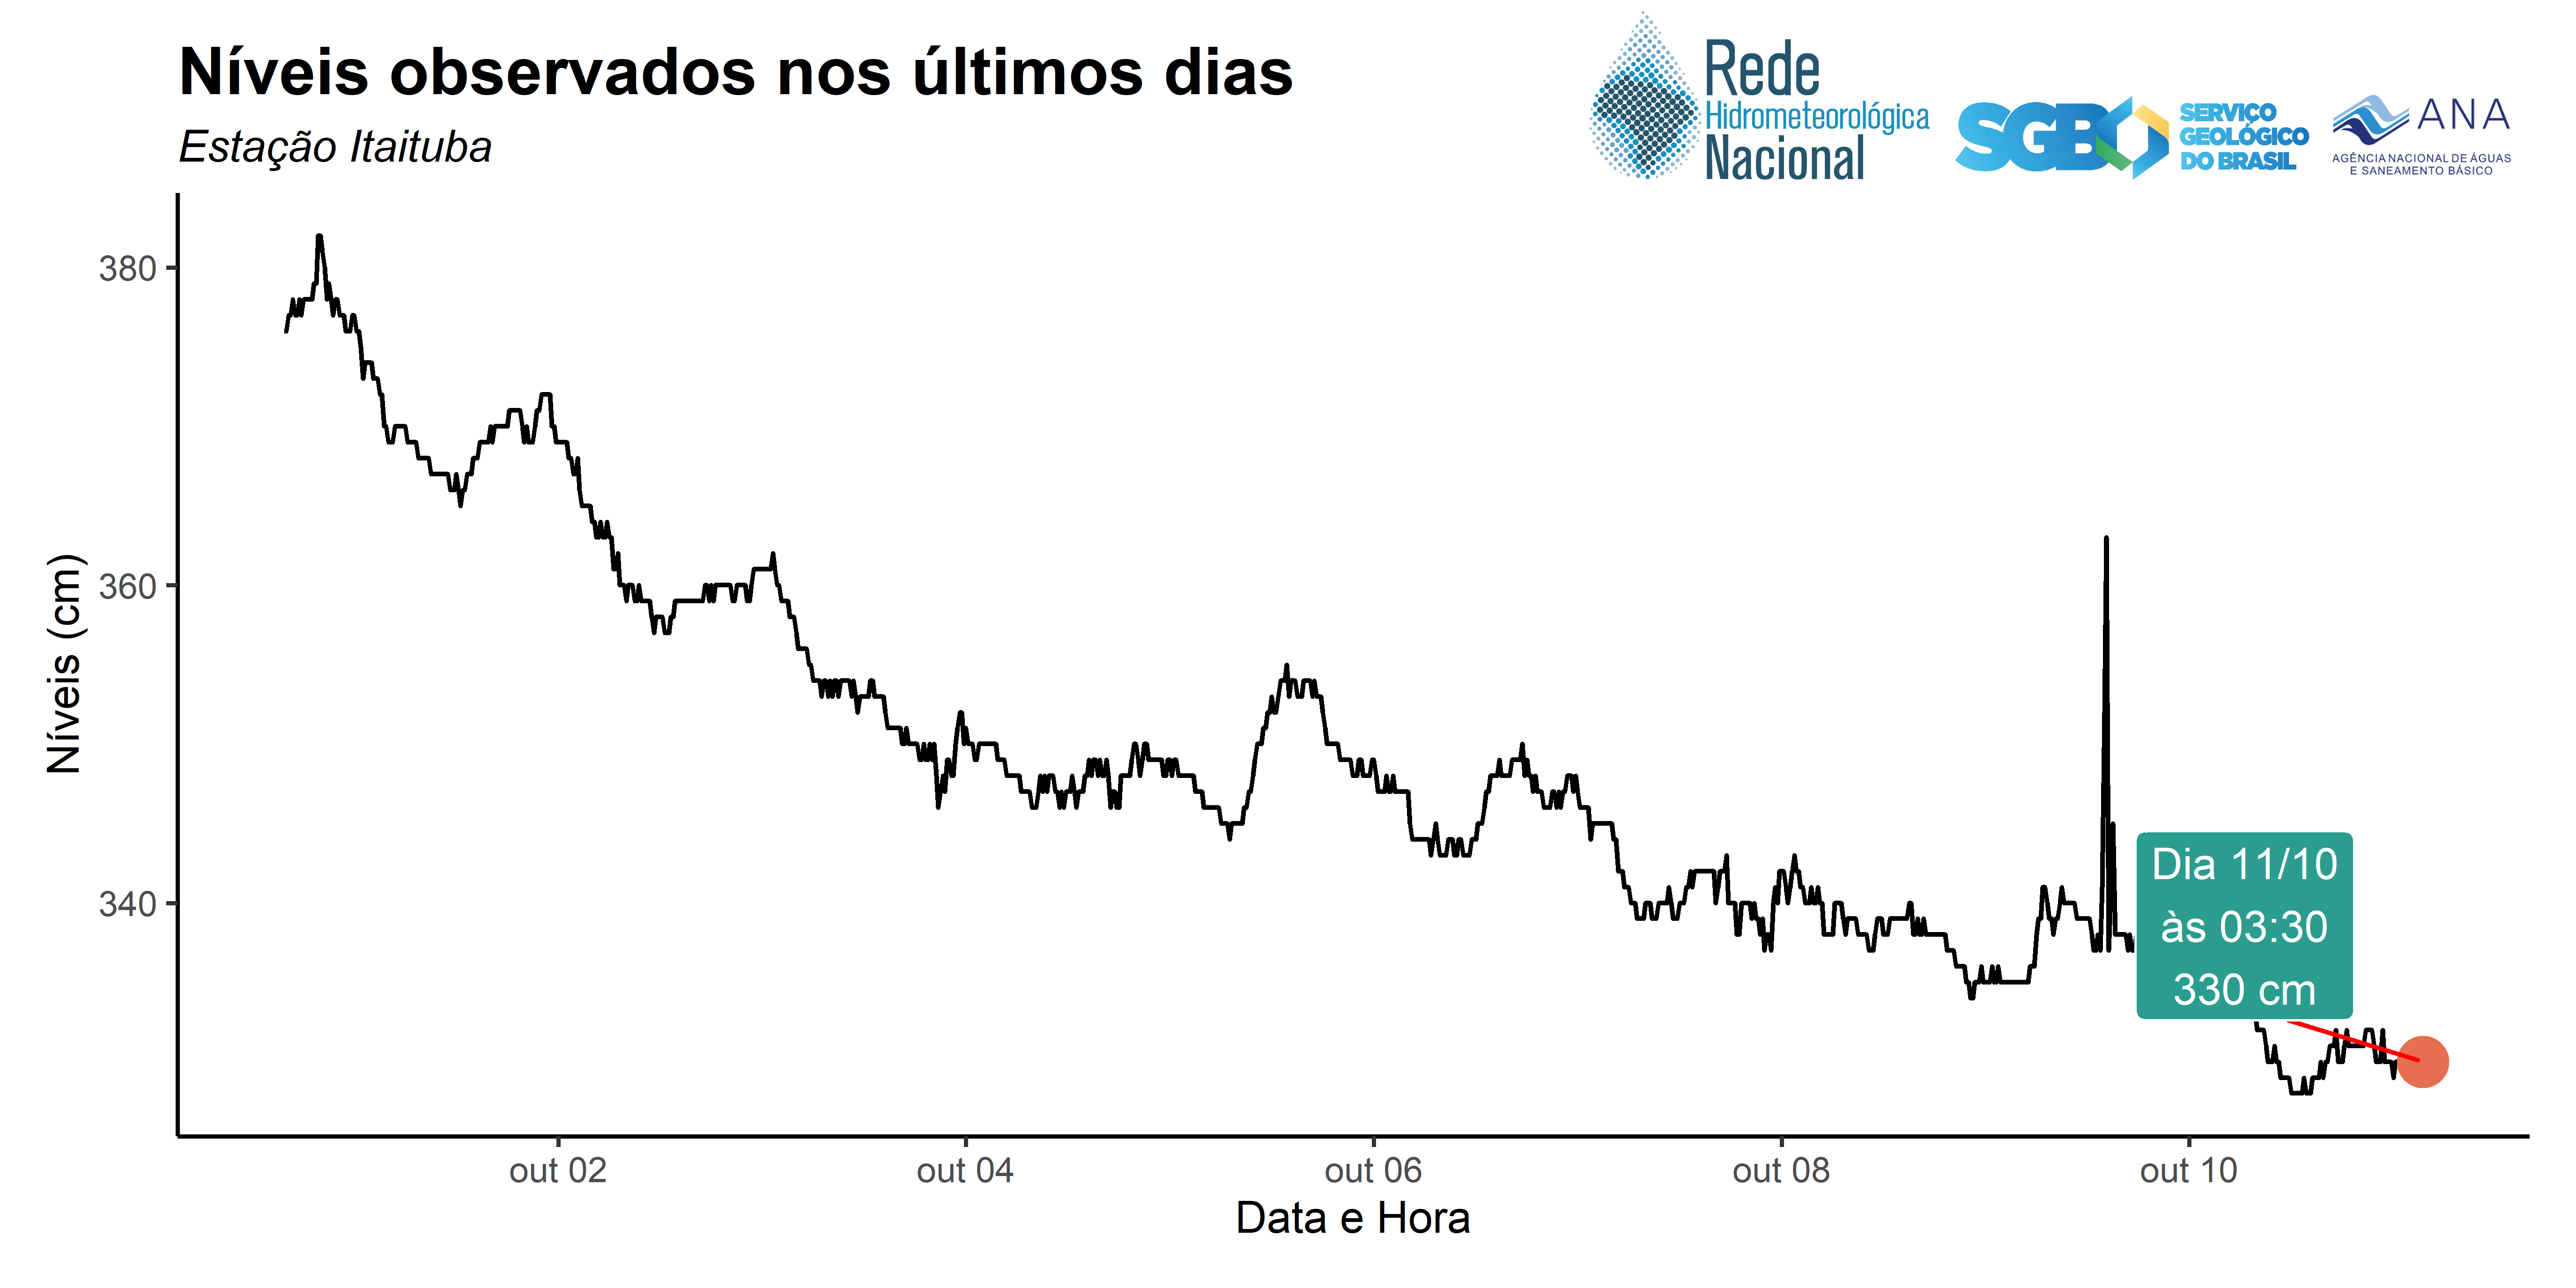 Níveis observados nos últimos dias
Estação Itaituba
Rede
Hidrometeorológica
Nacional
SGB
SERVIÇO
GEOLÓGICO
DO BRASIL
ANA
AGÊNCIA NACIONAL DE ÁGUAS
E SANEAMENTO BÁSICO
Níveis (cm)
380
360
340
Dia 11/10
às 03:30
330 cm
out 02
out 04
out 06
out 08
out 10
Data e Hora